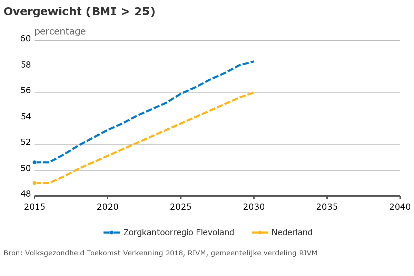 Overgewicht (BMI > 25)
percentage
60
58
56
54
52
50
48
2015 2020 2025 2030 2035 2040
Zorgkantoorregio Flevoland Nederland
Bron: Volksgezondheid Toekomst Verkenning 2018, RIVM, gemeentelijke verdeling RIVM